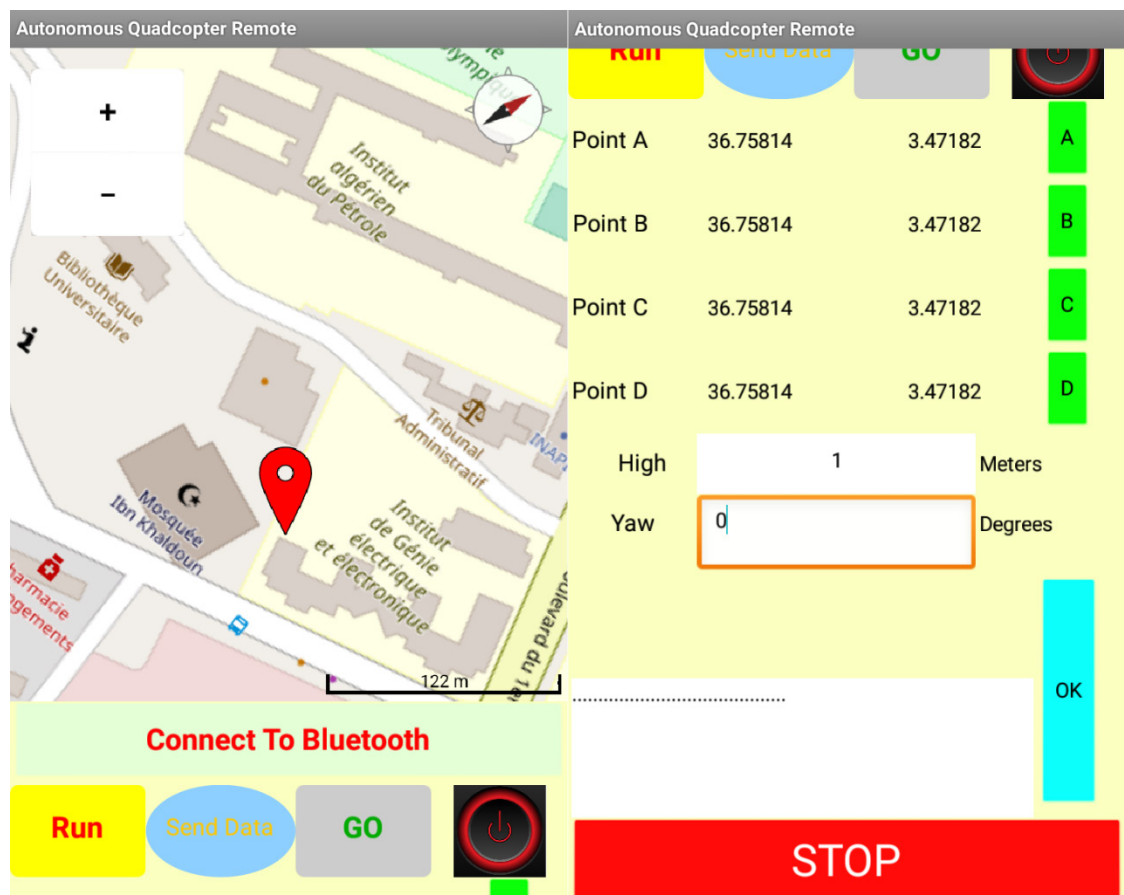 Autonomous Quadcopter Remote
+
−
Institut
algérien
du Pétrole
Bibliothèque
Universitaire
Tribunal
Administratif
Mosquée
Ibn Khaldoun
Institut
de Génie
électrique
et électronique
122 m
Connect To Bluetooth
Run
Send Data
GO
Autonomous Quadcopter Remote
Run
Send Data
GO
Point A 36.75814 3.47182 A
Point B 36.75814 3.47182 B
Point C 36.75814 3.47182 C
Point D 36.75814 3.47182 D
High 1 Meters
Yaw 0 Degrees
........................................
OK
STOP